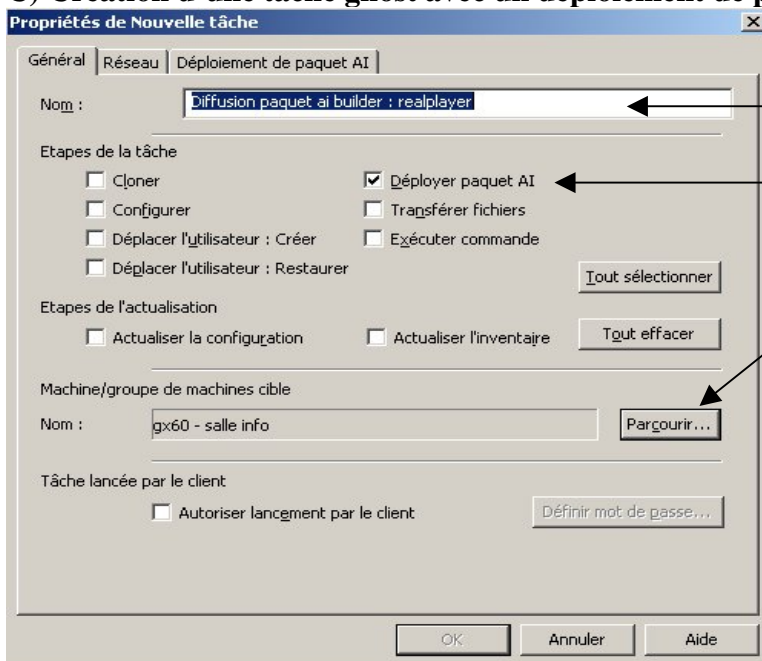 Création d'une tâche ghost avec un déploiement de p
Propriétés de Nouvelle tâche
Général Réseau Déploiement de paquet AI
Nom : Diffusion paquet ai builder : realplayer
Etapes de la tâche
Cloner Déployer paquet AI
Configurer Transférer fichiers
Déplacer l'utilisateur : Créer Exécuter commande
Déplacer l'utilisateur : Restaurer Tout sélectionner
Etapes de l'actualisation
Actualiser la configuration Actualiser l'inventaire Tout effacer
Machine/groupe de machines cible
Nom : gx60 - salle info Parcourir...
Tâche lancée par le client
Autoriser lancement par le client Définir mot de passe...
OK Annuler Aide